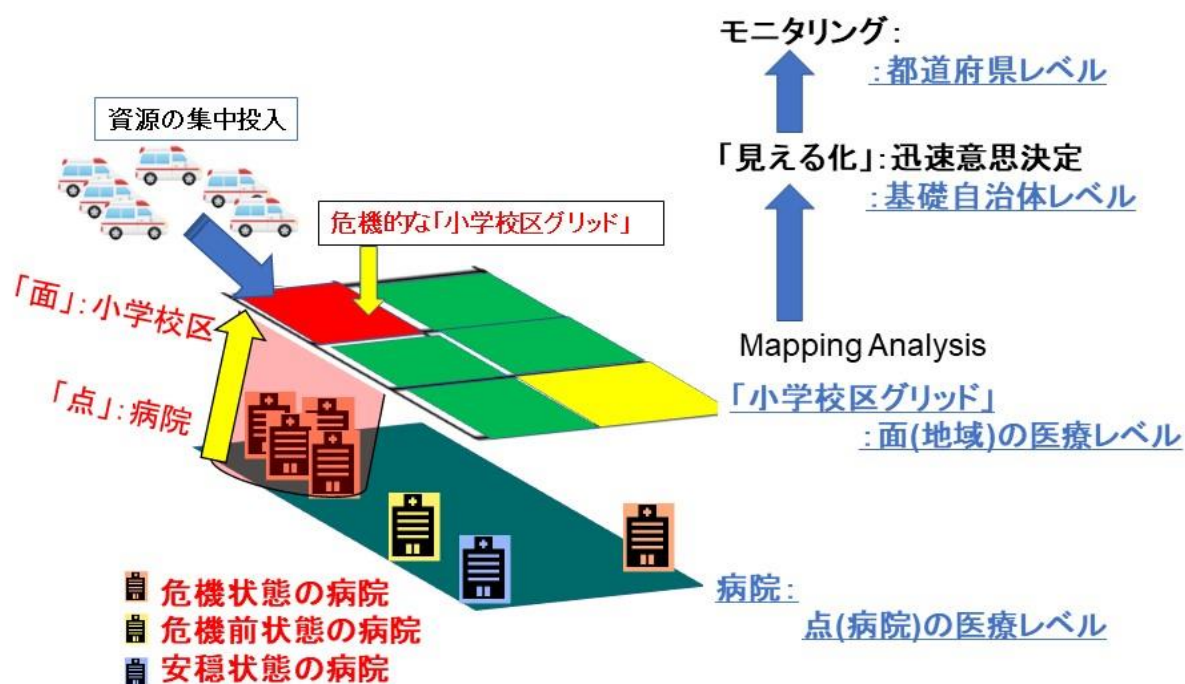 モニタリング:
:都道府県レベル
資源の集中投入
「見える化」:迅速意思決定
:基礎自治体レベル
危機的な「小学校区グリッド」
「面」:小学校区
Mapping Analysis
「点」:病院
「小学校区グリッド」
:面(地域)の医療レベル
病院:
点(病院)の医療レベル
危機状態の病院
危機前状態の病院
安穏状態の病院